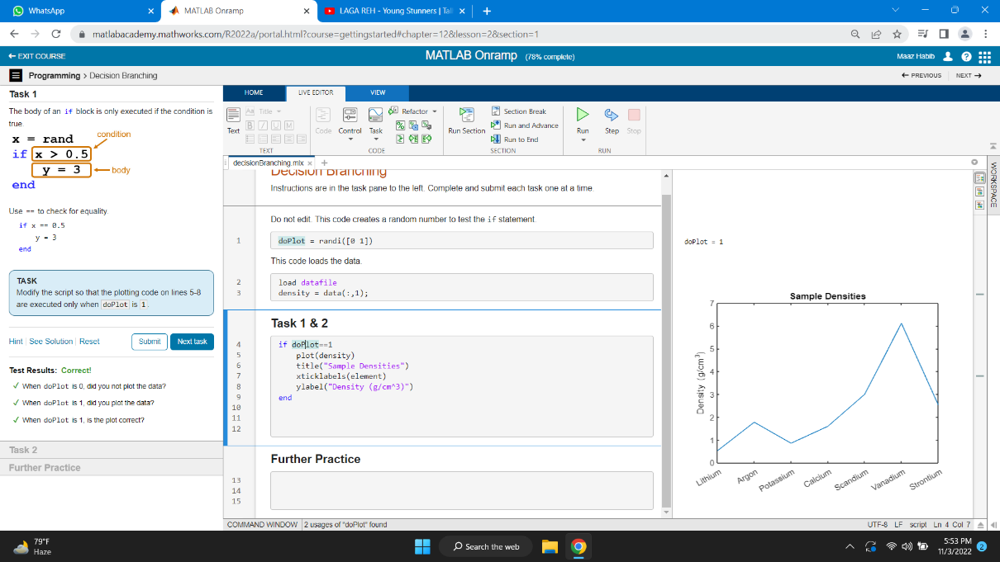 WhatsApp
MATLAB Onramp
LAGA REH - Young Stunners | Tal
matlabacademy.mathworks.com/R2022a/portal.html?course=gettingstarted#chapter=12&lesson=2&section=1
EXIT COURSE
MATLAB Onramp (78% complete)
Maaz Habib
Programming > Decision Branching
PREVIOUS
NEXT
Task 1
The body of an if block is only executed if the condition is
true.
x = rand
condition
if x > 0.5
y = 3
body
end
Use == to check for equality.
if x == 0.5
y = 3
end
TASK
Modify the script so that the plotting code on lines 5-8
are executed only when doPlot is 1.
Hint
See Solution
Reset
Submit
Next task
Test Results: Correct!
When doPlot is 0, did you not plot the data?
When doPlot is 1, did you plot the data?
When doPlot is 1, is the plot correct?
Task 2
Further Practice
HOME
LIVE EDITOR
VIEW
Text
Aa Title
B I U M
TEXT
Code
Control
Task
Refactor
CODE
Run Section
Section Break
Run and Advance
Run to End
SECTION
Run
Step
Stop
RUN
decisionBranching.mlx
WORKSPACE
Decision Branching
Instructions are in the task pane to the left. Complete and submit each task one at a time.
Do not edit. This code creates a random number to test the if statement.
1 doPlot = randi([0 1])
This code loads the data.
2 load datafile
3 density = data(:,1);
Task 1 & 2
4 if doPlot==1
5 plot(density)
6 title("Sample Densities")
7 xticklabels(element)
8 ylabel("Density (g/cm^3)")
9 end
10
11
12
Further Practice
13
14
15
doPlot = 1
Sample Densities
7
6
5
4
3
2
1
0
Density (g/cm3)
Lithium
Argon
Potassium
Calcium
Scandium
Vanadium
Strontium
COMMAND WINDOW
2 usages of "doPlot" found
UTF-8 LF script Ln 4 Col 7
79°F
Haze
Search the web
5:53 PM
11/3/2022
2